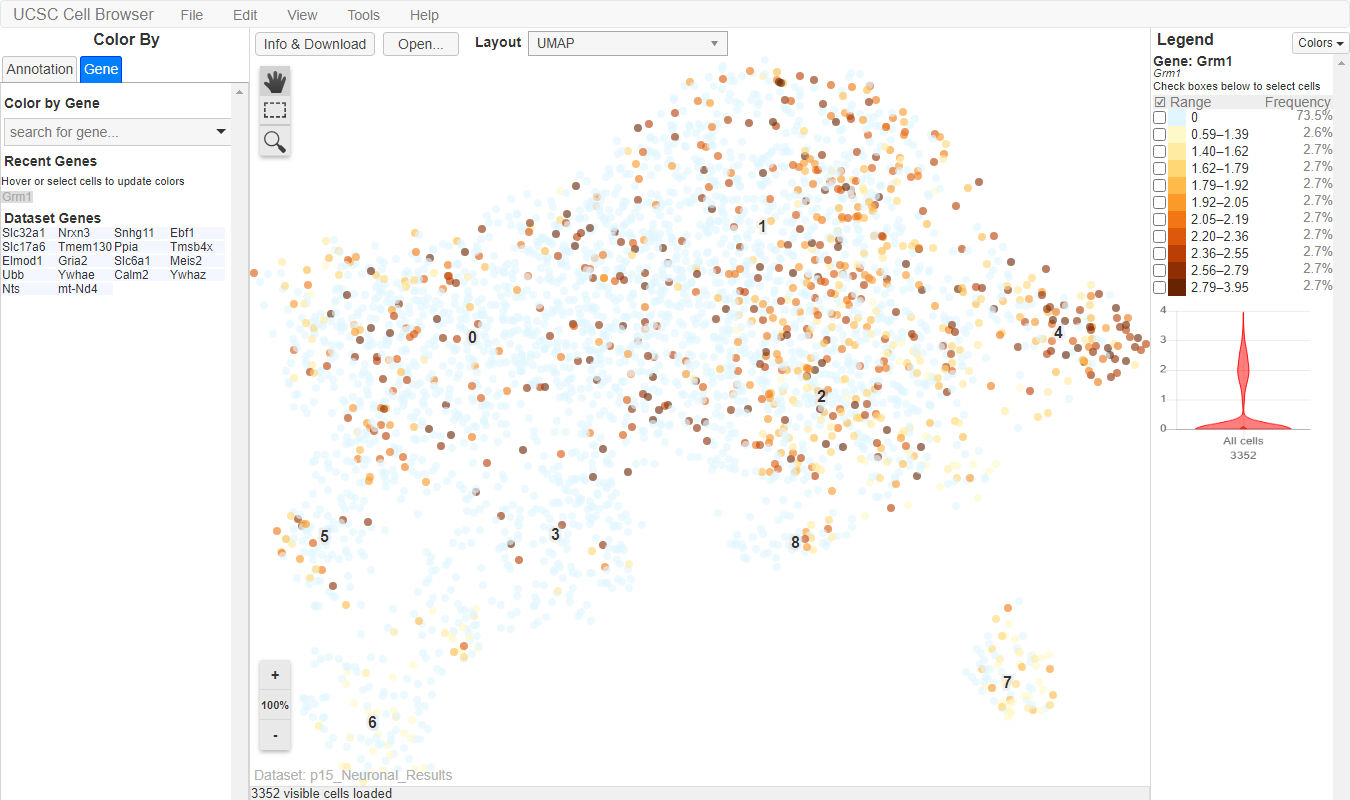 UCSC Cell Browser File Edit View Tools Help
Color By
Annotation Gene
Color by Gene
search for gene...
Recent Genes
Hover or select cells to update colors
Grm1
Dataset Genes
Slc32a1 Nrxn3 Snhg11 Ebf1
Slc17a6 Tmem130 Ppia Tmsb4x
Elmod1 Gria2 Slc6a1 Meis2
Ubb Ywhae Calm2 Ywhaz
Nts mt-Nd4
Info & Download Open... Layout UMAP
1
0
4
2
5
3
8
7
6
+
100%
-
Dataset: p15_Neuronal_Results
3352 visible cells loaded
Legend Colors
Gene: Grm1
Grm1
Check boxes below to select cells
Range Frequency
0 73.5%
0.59–1.39 2.6%
1.40–1.62 2.7%
1.62–1.79 2.7%
1.79–1.92 2.7%
1.92–2.05 2.7%
2.05–2.19 2.7%
2.20–2.36 2.7%
2.36–2.55 2.7%
2.56–2.79 2.7%
2.79–3.95 2.7%
4
3
2
1
0
All cells
3352